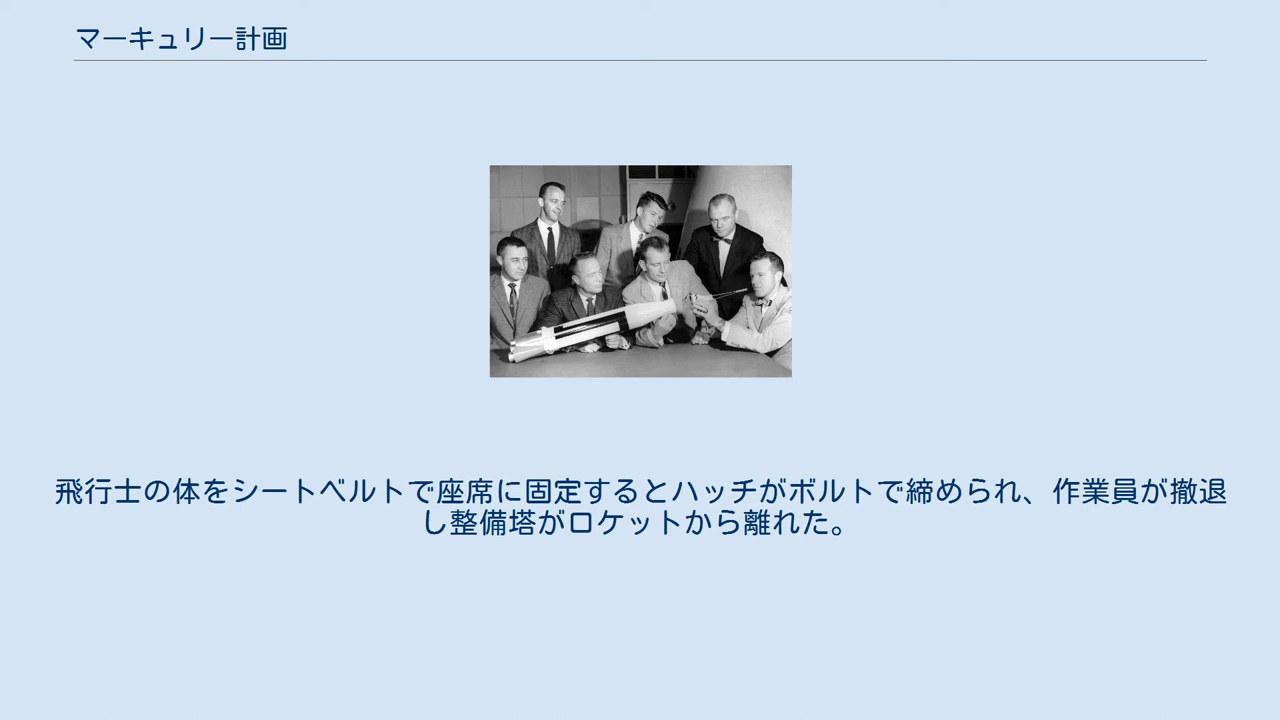 マーキュリー計画
飛行士の体をシートベルトで座席に固定するとハッチがボルトで締められ、作業員が撤退
し整備塔がロケットから離れた。